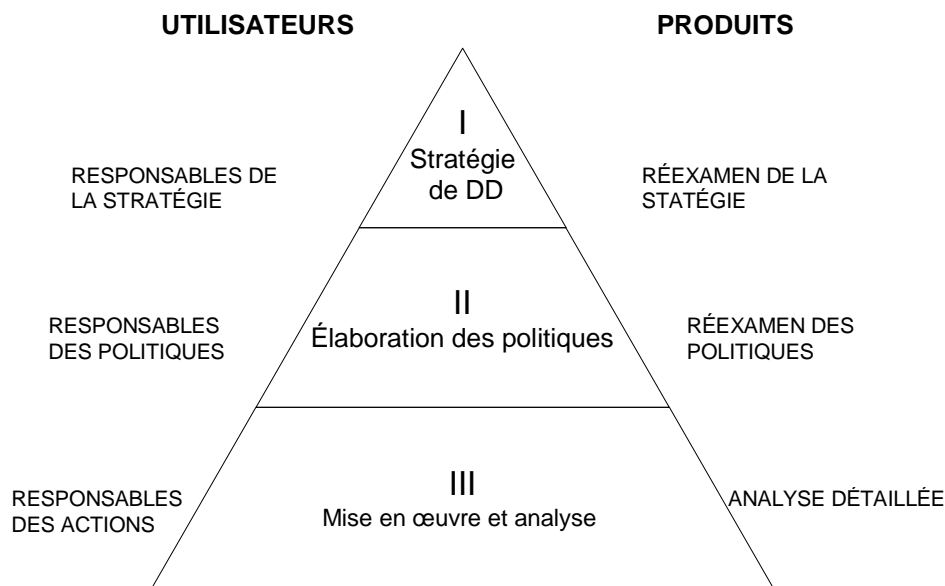 UTILISATEURS
PRODUITS
I
Stratégie
de DD
RESPONSABLES DE
LA STRATÉGIE
RÉEXAMEN DE LA
STATÉGIE
II
Élaboration des politiques
RESPONSABLES
DES POLITIQUES
RÉEXAMEN DES
POLITIQUES
III
Mise en œuvre et analyse
RESPONSABLES
DES ACTIONS
ANALYSE DÉTAILLÉE